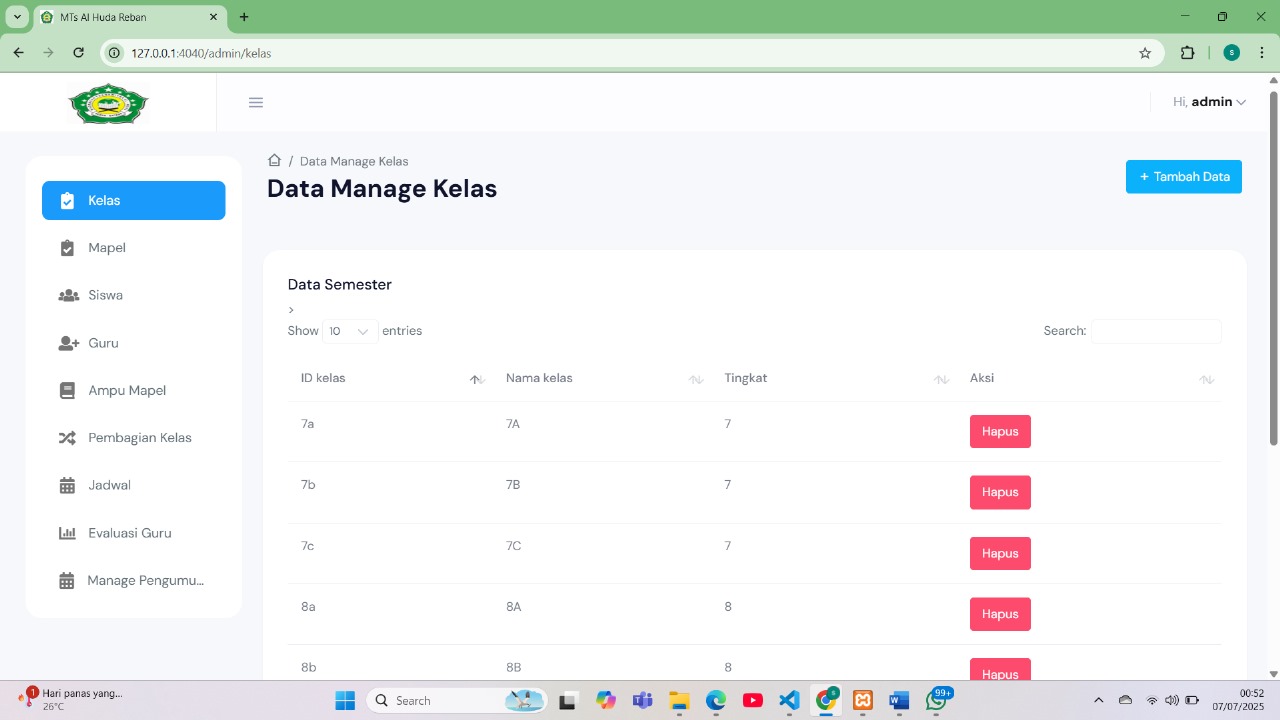 MTs Al Huda Rebah
127.0.0.1:4040/admin/kelas
s
Hi, admin
/ Data Manage Kelas
Data Manage Kelas
+ Tambah Data
Kelas
Mapel
Siswa
Guru
Ampu Mapel
Pembagian Kelas
Jadwal
Evaluasi Guru
Manage Pengumu...
Data Semester
>
Show 10 entries
Search:
ID kelas Nama kelas Tingkat Aksi
7a 7A 7 Hapus
7b 7B 7 Hapus
7c 7C 7 Hapus
8a 8A 8 Hapus
8b 8B 8 Hapus
1
Hari panas yang...
26°C
Search
99+
00:58
07/07/2025